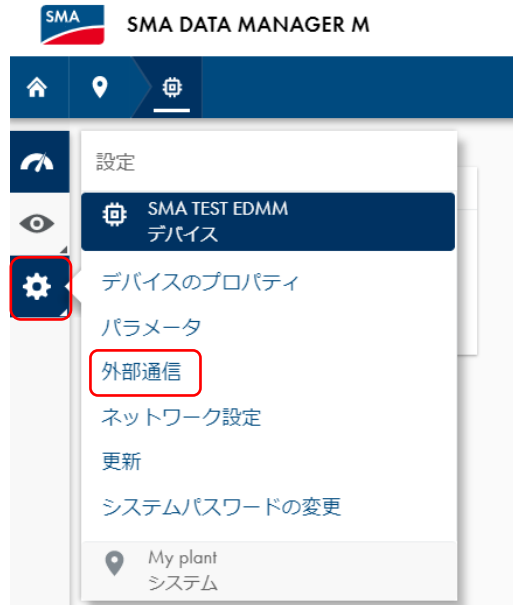 SMA
SMA DATA MANAGER M
設定
SMA TEST EDMM
デバイス
デバイスのプロパティ
パラメータ
外部通信
ネットワーク設定
更新
システムパスワードの変更
My plant
システム